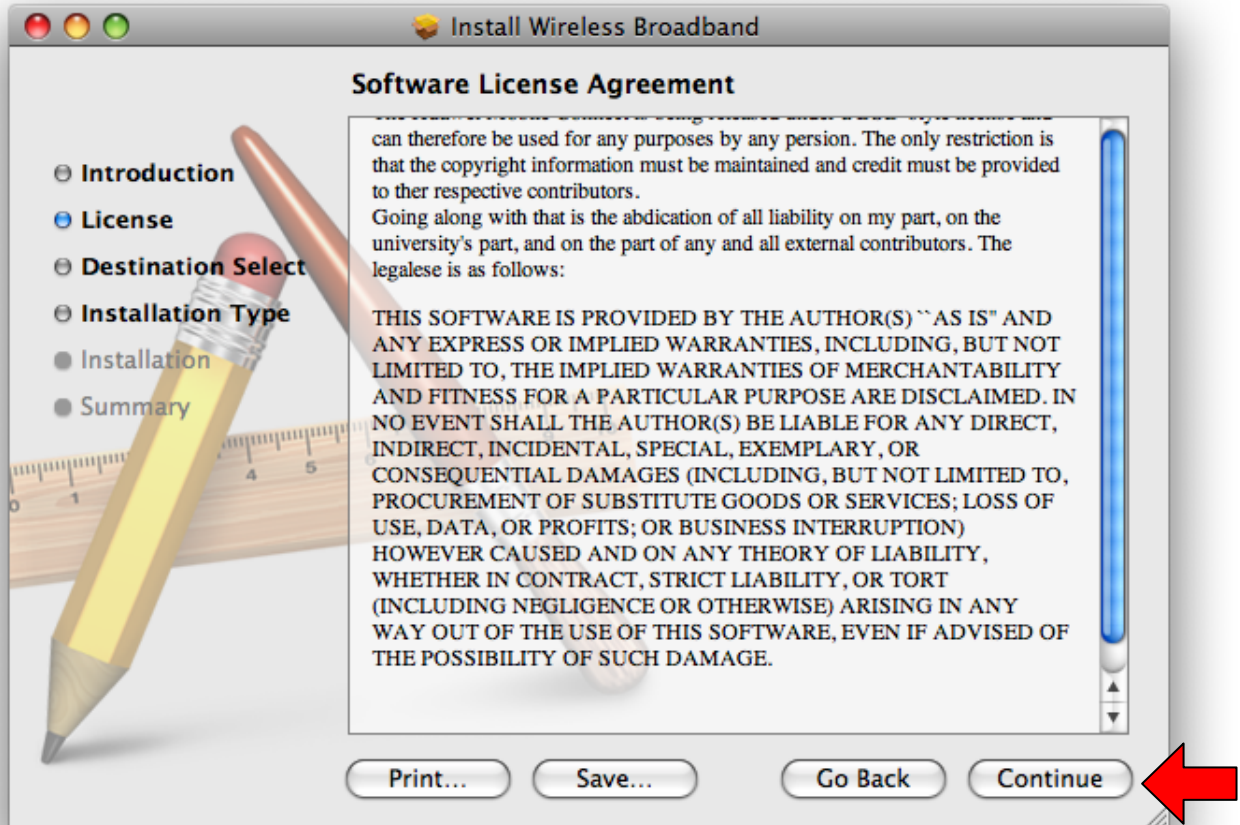 Install Wireless Broadband
Software License Agreement
Introduction
License
Destination Select
Installation Type
Installation
Summary
can therefore be used for any purposes by any persion. The only restriction is
that the copyright information must be maintained and credit must be provided
to ther respective contributors.
Going along with that is the abdication of all liability on my part, on the
university's part, and on the part of any and all external contributors. The
legalese is as follows:
THIS SOFTWARE IS PROVIDED BY THE AUTHOR(S) ``AS IS'' AND
ANY EXPRESS OR IMPLIED WARRANTIES, INCLUDING, BUT NOT
LIMITED TO, THE IMPLIED WARRANTIES OF MERCHANTABILITY
AND FITNESS FOR A PARTICULAR PURPOSE ARE DISCLAIMED. IN
NO EVENT SHALL THE AUTHOR(S) BE LIABLE FOR ANY DIRECT,
INDIRECT, INCIDENTAL, SPECIAL, EXEMPLARY, OR
CONSEQUENTIAL DAMAGES (INCLUDING, BUT NOT LIMITED TO,
PROCUREMENT OF SUBSTITUTE GOODS OR SERVICES; LOSS OF
USE, DATA, OR PROFITS; OR BUSINESS INTERRUPTION)
HOWEVER CAUSED AND ON ANY THEORY OF LIABILITY,
WHETHER IN CONTRACT, STRICT LIABILITY, OR TORT
(INCLUDING NEGLIGENCE OR OTHERWISE) ARISING IN ANY
WAY OUT OF THE USE OF THIS SOFTWARE, EVEN IF ADVISED OF
THE POSSIBILITY OF SUCH DAMAGE.
0 1 4 5 6
Print... Save... Go Back Continue